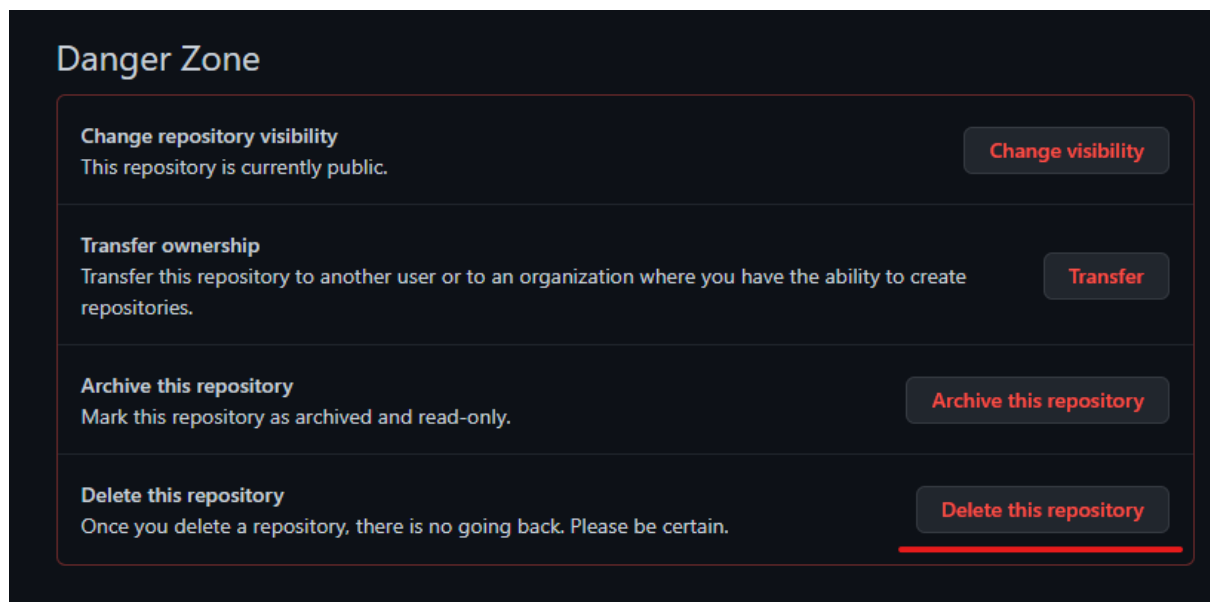 Danger Zone
Change repository visibility
This repository is currently public.
Change visibility
Transfer ownership
Transfer this repository to another user or to an organization where you have the ability to create
repositories.
Transfer
Archive this repository
Mark this repository as archived and read-only.
Archive this repository
Delete this repository
Once you delete a repository, there is no going back. Please be certain.
Delete this repository